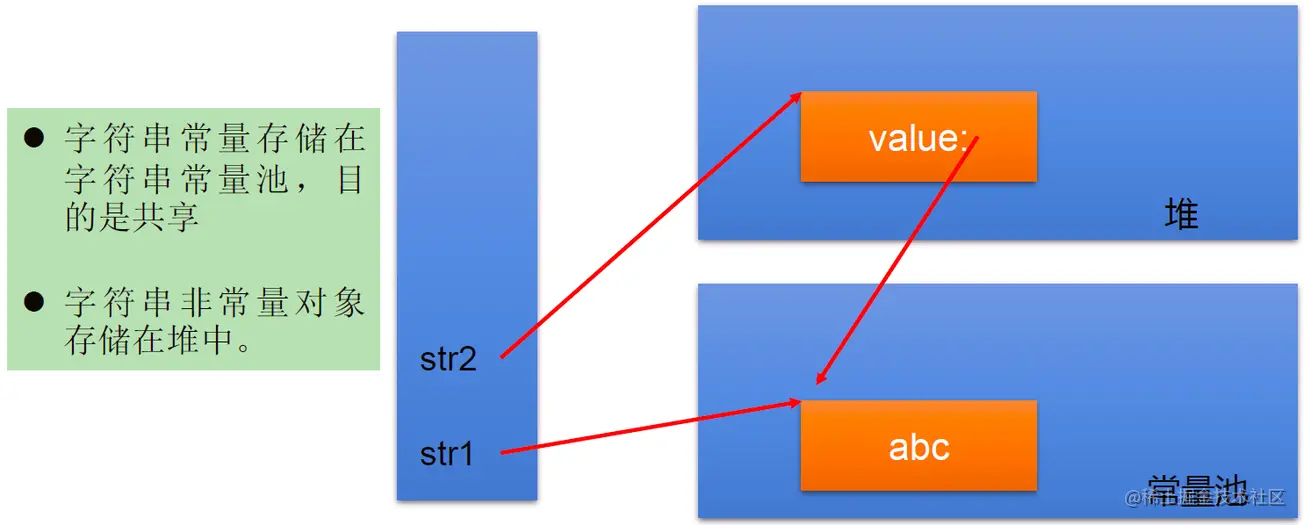 ● 字符串常量存储在
字符串常量池，目
的是共享
● 字符串非常量对象
存储在堆中。
str2
str1
value:
堆
abc
常量池
@稀土掘金技术社区